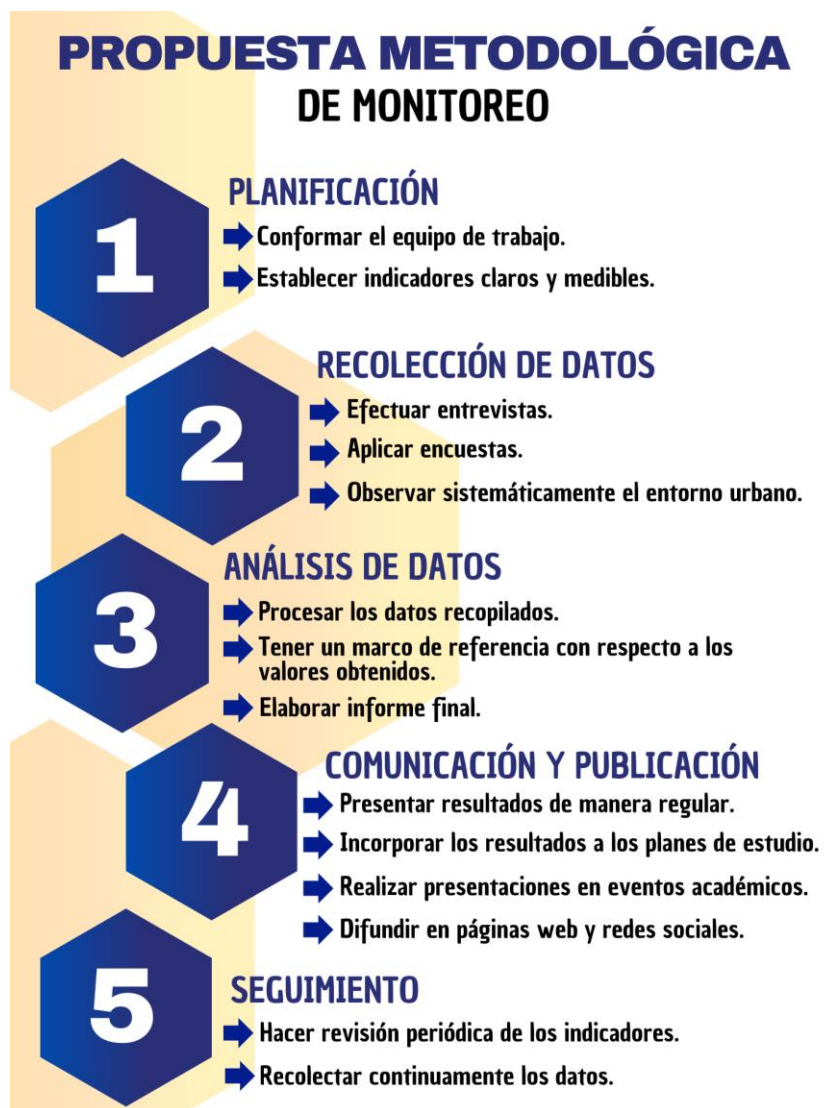 PROPUESTA METODOLÓGICA
DE MONITOREO
1
PLANIFICACIÓN
Conformar el equipo de trabajo.
Establecer indicadores claros y medibles.
2
RECOLECCIÓN DE DATOS
Efectuar entrevistas.
Aplicar encuestas.
Observar sistemáticamente el entorno urbano.
3
ANÁLISIS DE DATOS
Procesar los datos recopilados.
Tener un marco de referencia con respecto a los
valores obtenidos.
Elaborar informe final.
4
COMUNICACIÓN Y PUBLICACIÓN
Presentar resultados de manera regular.
Incorporar los resultados a los planes de estudio.
Realizar presentaciones en eventos académicos.
Difundir en páginas web y redes sociales.
5
SEGUIMIENTO
Hacer revisión periódica de los indicadores.
Recolectar continuamente los datos.